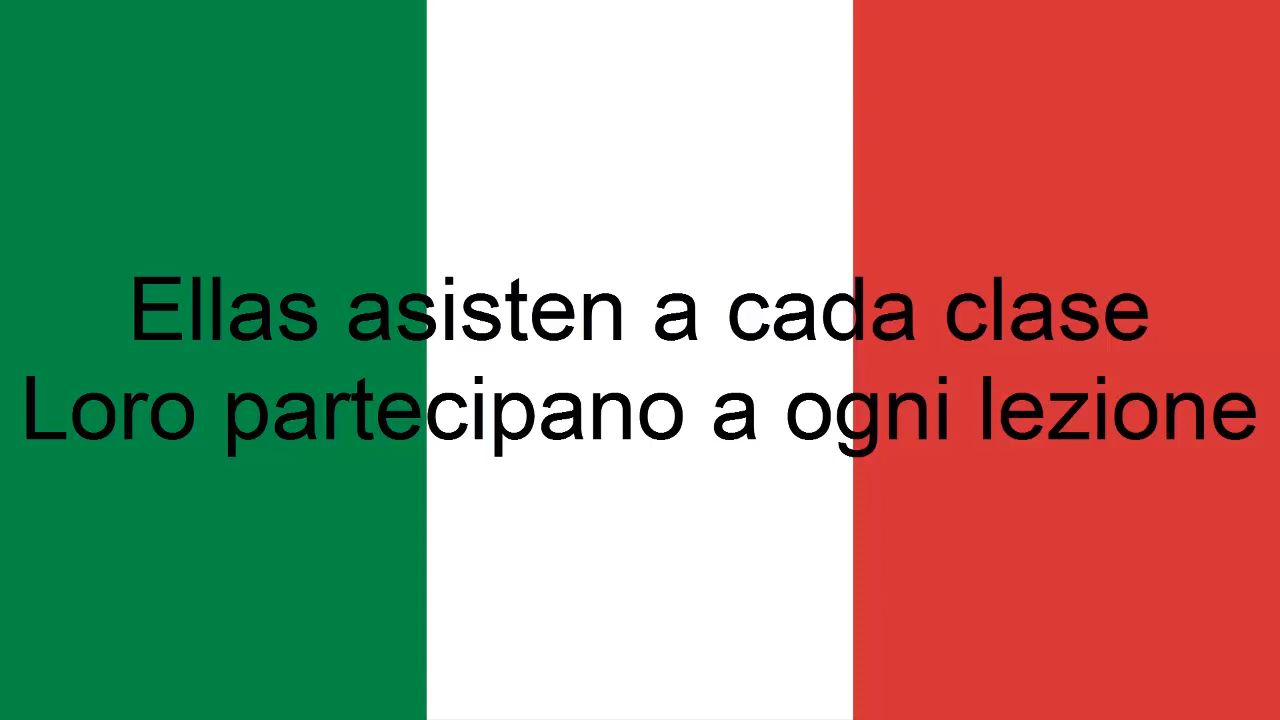 Ellas asisten a cada clase
Loro partecipano a ogni lezione